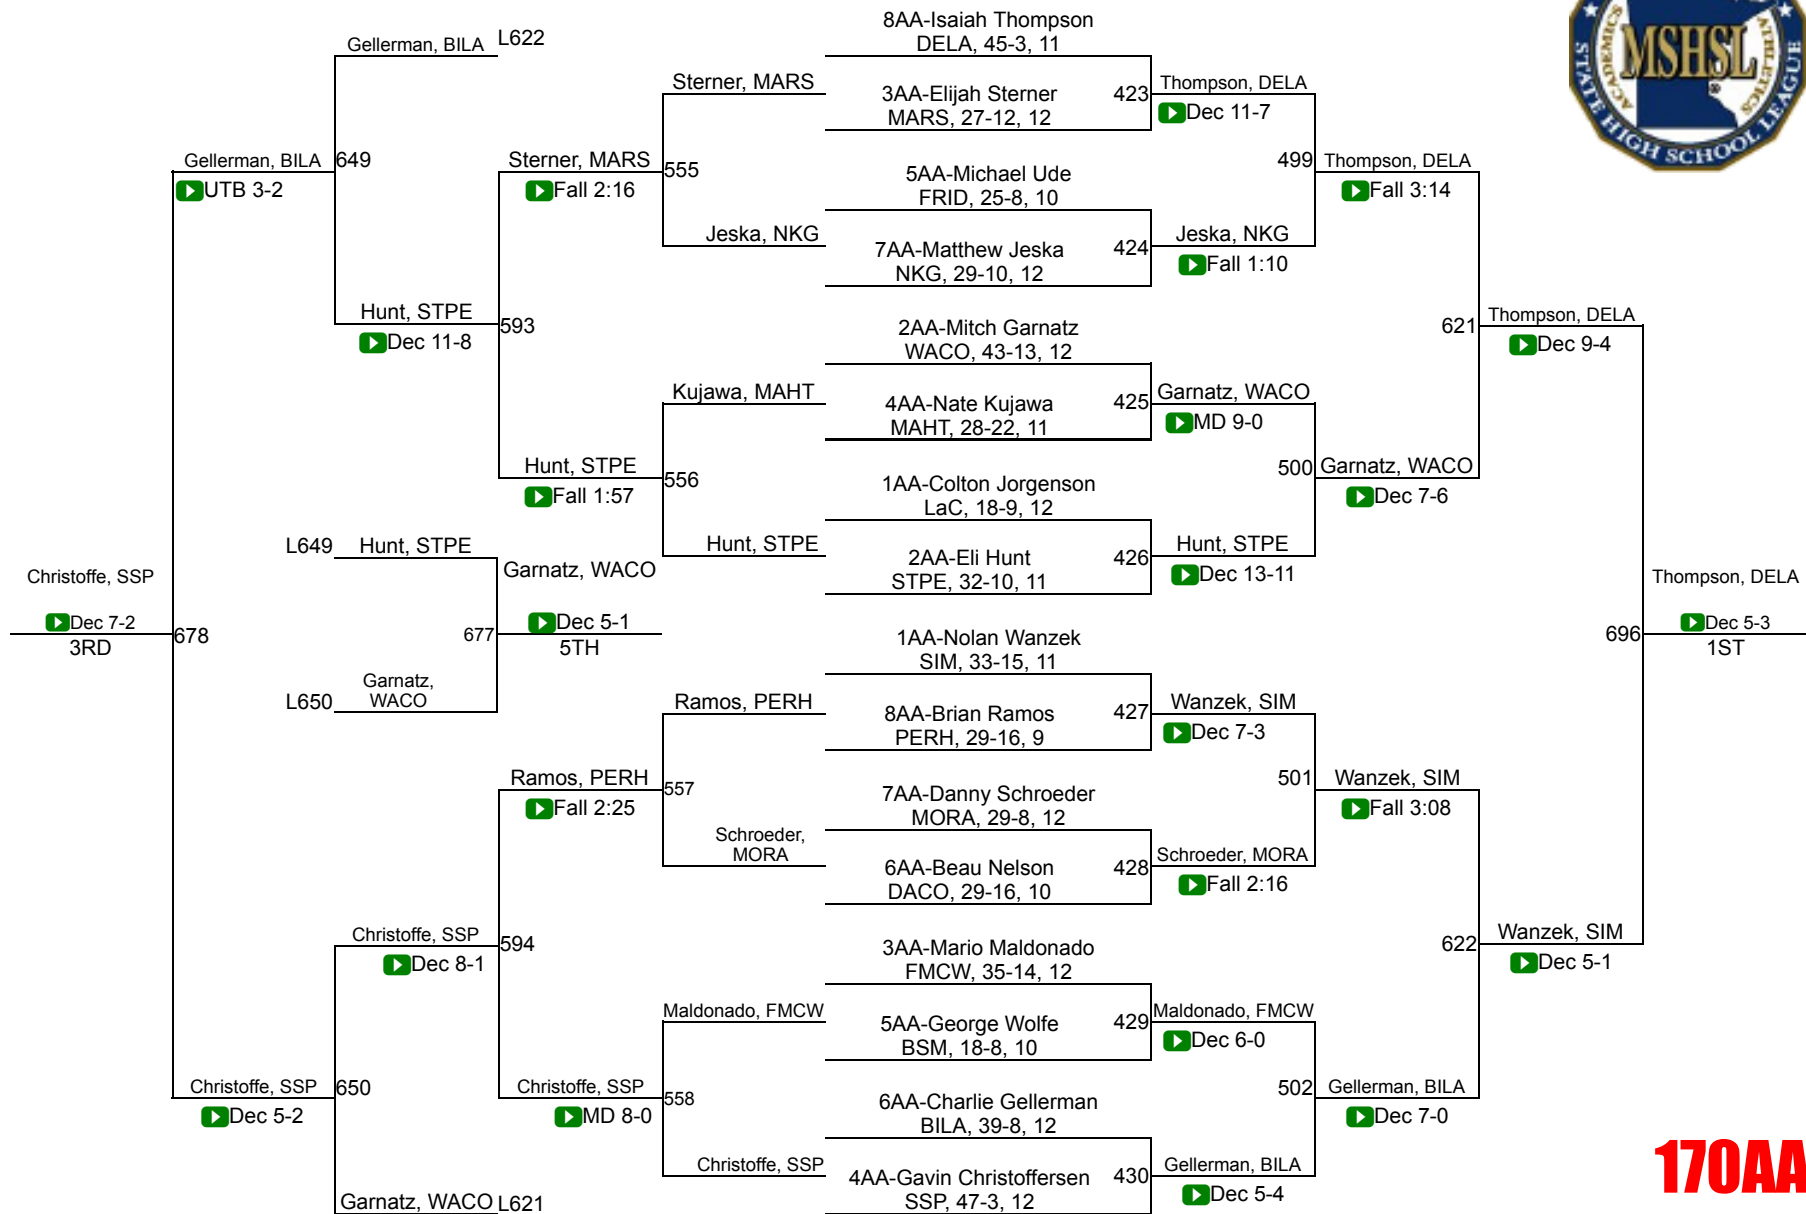 Gellerman, BILA L622
Gellerman, BILA 649
UTB 3-2
Hunt, STPE
Dec 11-8
Sterner, MARS
Fall 2:16
593
Hunt, STPE
Fall 1:57
Sterner, MARS
555
Jeska, NKG
Kujawa, MAHT
556
Hunt, STPE
L649 Hunt, STPE
Garnatz, WACO
677
Dec 5-1
5TH
L650
Garnatz,
WACO
Christoffe, SSP
Dec 7-2
3RD
678
Ramos, PERH
557
Schroeder,
MORA
Ramos, PERH
Fall 2:25
Christoffe, SSP
Dec 8-1
594
Maldonado, FMCW
558
Christoffe, SSP
Christoffe, SSP
MD 8-0
Christoffe, SSP
Dec 5-2
650
Garnatz, WACO L621
8AA-Isaiah Thompson
DELA, 45-3, 11
3AA-Elijah Sterner
MARS, 27-12, 12
423
5AA-Michael Ude
FRID, 25-8, 10
7AA-Matthew Jeska
NKG, 29-10, 12
424
2AA-Mitch Garnatz
WACO, 43-13, 12
4AA-Nate Kujawa
MAHT, 28-22, 11
425
1AA-Colton Jorgenson
LaC, 18-9, 12
2AA-Eli Hunt
STPE, 32-10, 11
426
1AA-Nolan Wanzek
SIM, 33-15, 11
8AA-Brian Ramos
PERH, 29-16, 9
427
7AA-Danny Schroeder
MORA, 29-8, 12
6AA-Beau Nelson
DACO, 29-16, 10
428
3AA-Mario Maldonado
FMCW, 35-14, 12
5AA-George Wolfe
BSM, 18-8, 10
429
6AA-Charlie Gellerman
BILA, 39-8, 12
4AA-Gavin Christoffersen
SSP, 47-3, 12
430
Thompson, DELA
Dec 11-7
499
Jeska, NKG
Fall 1:10
Garnatz, WACO
MD 9-0
500
Hunt, STPE
Dec 13-11
Wanzek, SIM
Dec 7-3
501
Schroeder, MORA
Fall 2:16
Maldonado, FMCW
Dec 6-0
502
Gellerman, BILA
Dec 5-4
Thompson, DELA
Fall 3:14
621
Garnatz, WACO
Dec 7-6
Wanzek, SIM
Fall 3:08
622
Gellerman, BILA
Dec 7-0
Thompson, DELA
Dec 9-4
696
Wanzek, SIM
Dec 5-1
Thompson, DELA
Dec 5-3
1ST
MSHSL
ACADEMICS
ATHLETICS
STATE HIGH SCHOOL LEAGUE
170AA